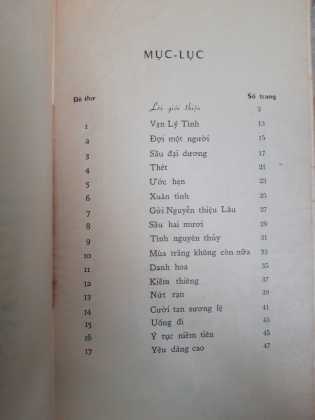 MỤC-LỤC
Đề thơ Số trang
Lời giới thiệu 2
1 Vạn Lý Tình 13
2 Đợi một người 15
3 Sầu đại dương 17
4 Thét 21
5 Ước hẹn 23
6 Xuân tình 25
7 Gửi Nguyễn thiệu Lâu 27
8 Sầu hai mươi 29
9 Tình nguyên thủy 31
10 Mùa trăng không còn nữa 33
11 Danh hoa 35
12 Kiếm thiêng 37
13 Nứt rạn 39
14 Cười tan sương lệ 41
15 Uống đi 43
16 Ý tục niềm tiên 45
17 Yêu dâng cao 47